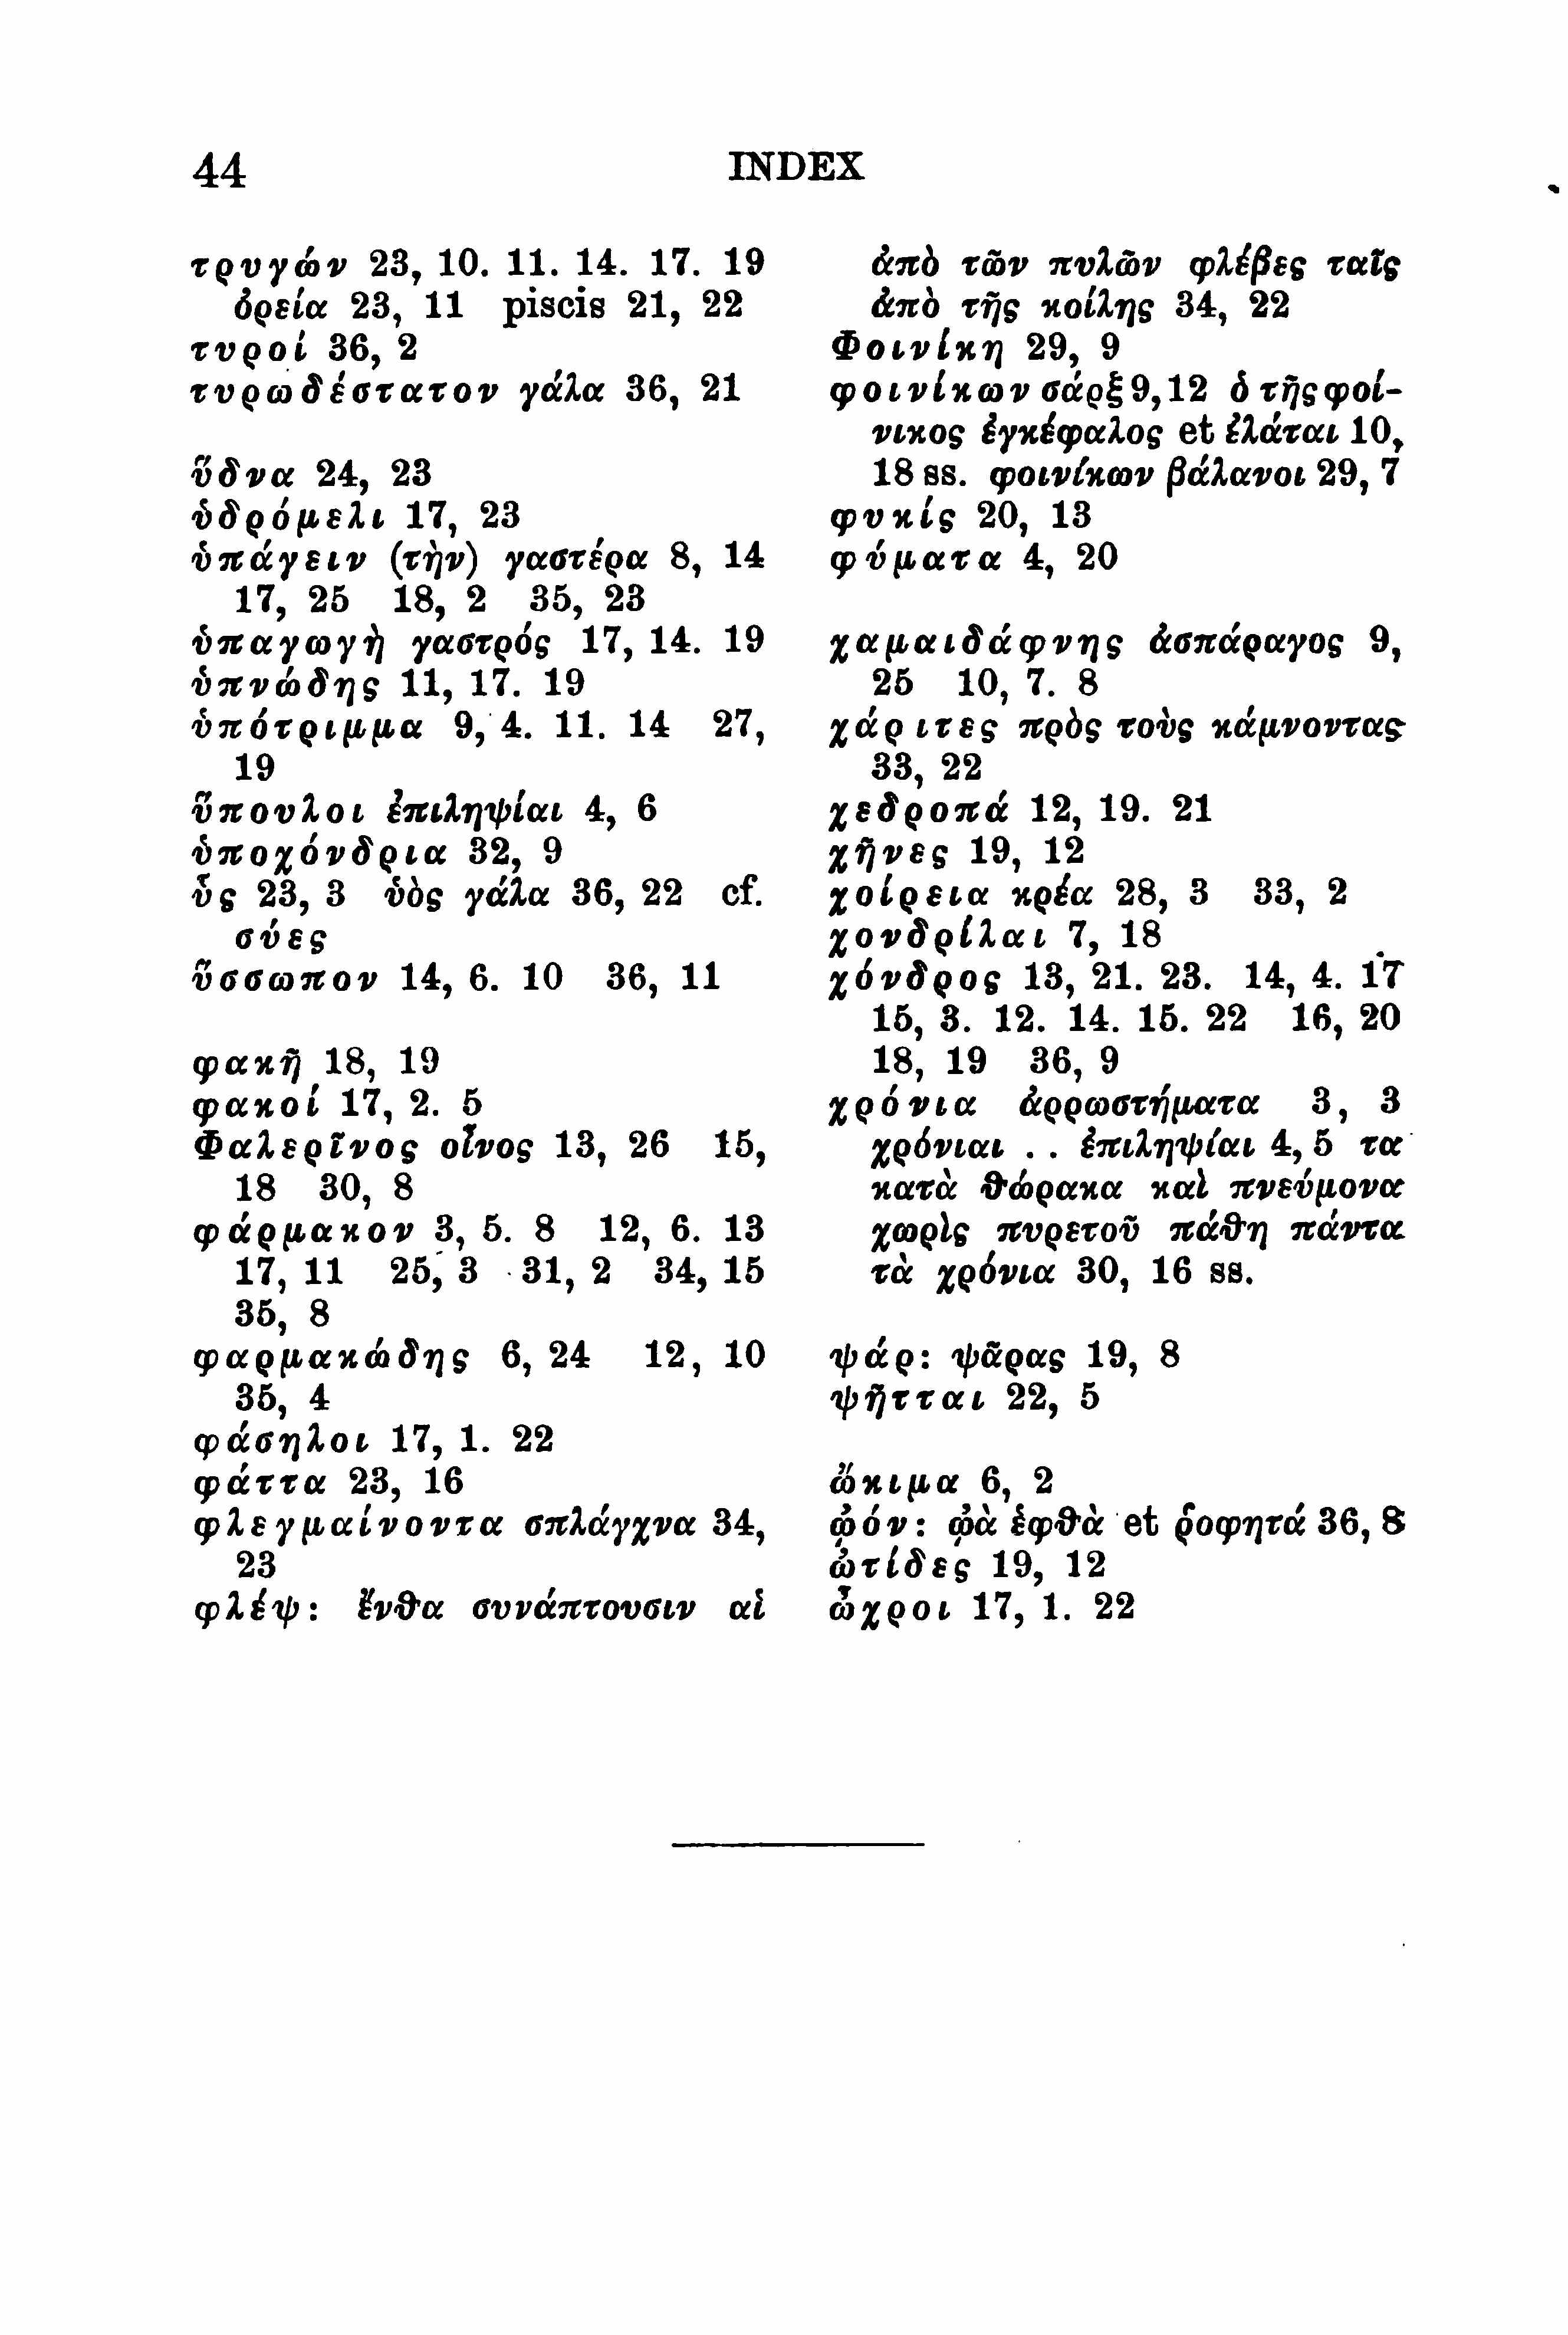 44
INDEX
τρυγών 23, 10. 11. 14. 17. 19
ὀρεία 23, 11 piscis 21, 22
τυροί 36, 2
τυρωδέστατον γάλα 36, 21
ὕδνα 24, 23
ὑδρόμελι 17, 23
ὑπάγειν (τὴν) γαστέρα 8, 14
17, 25 18, 2 35, 23
ὑπαγωγὴ γαστρός 17, 14. 19
ὑπνώδης 11, 17. 19
ὑπότριμμα 9, 4. 11. 14 27,
19
ὕπουλοι ἐπιληψίαι 4, 6
ὑποχόνδρια 32, 9
ὗς 23, 3 ὑὸς γάλα 36, 22 cf.
σύες
ὕσσωπον 14, 6. 10 36, 11
φακῆ 18, 19
φακοί 17, 2. 5
Φαλερῖνος οἶνος 13, 26 15,
18 30, 8
φάρμακον 3, 5. 8 12, 6. 13
17, 11 25, 3 31, 2 34, 15
35, 8
φαρμακώδης 6, 24 12, 10
35, 4
φάσηλοι 17, 1. 22
φάττα 23, 16
φλεγμαίνοντα σπλάγχνα 34,
23
φλέψ: ἔνθα συνάπτουσιν αἱ
ἀπὸ τῶν πυλῶν φλέβες ταῖς
ἀπὸ τῆς κοίλης 34, 22
Φοινίκη 29, 9
φοινίκων σάρξ 9, 12 ὁ τῆς φοί-
νικος ἐγκέφαλος et ἐλάται 10,
18 ss. φοινίκων βάλανοι 29, 7
φυκίς 20, 13
φύματα 4, 20
χαμαιδάφνης ἀσπάραγος 9,
25 10, 7. 8
χάριτες πρὸς τοὺς κάμνοντας
33, 22
χεδροπά 12, 19. 21
χῆνες 19, 12
χοίρεια κρέα 28, 3 33, 2
χονδρίλαι 7, 18
χόνδρος 13, 21. 23. 14, 4. 17
15, 3. 12. 14. 15. 22 16, 20
18, 19 36, 9
χρόνια ἀρρωστήματα 3, 3
χρόνιαι . . ἐπιληψίαι 4, 5 τα
κατὰ θώρακα καὶ πνεύμονα
χωρὶς πυρετοῦ πάθη πάντα
τὰ χρόνια 30, 16 ss.
ψάρ: ψᾶρας 19, 8
ψῆτται 22, 5
ὤκιμα 6, 2
ᾠόν: ᾠὰ ἑφθὰ et ῥοφητά 36, 8
ὠτίδες 19, 12
ὦχροι 17, 1. 22